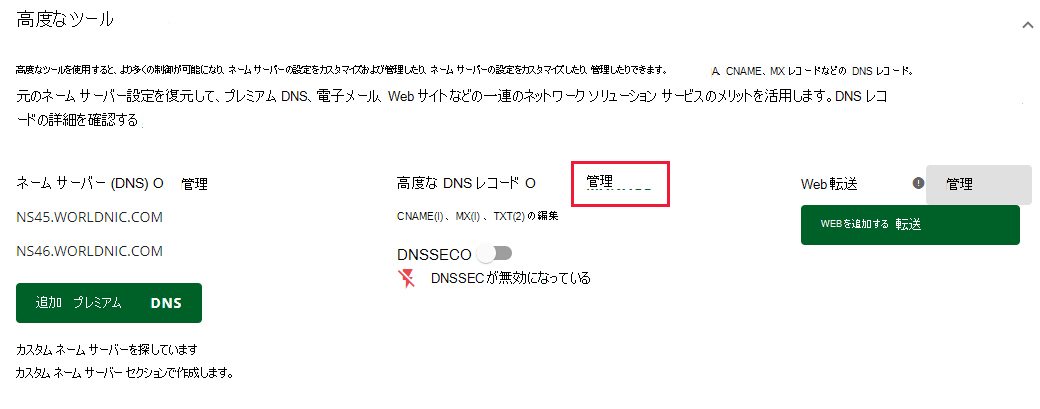 高度なツール
高度なツールを使用すると、より多くの制御が可能になり、ネーム サーバーの設定をカスタマイズおよび管理したり、ネーム サーバーの設定をカスタマイズしたり、管理したりできます。 A、CNAME、MX レコードなどの DNS レコード。
元のネーム サーバー設定を復元して、プレミアム DNS、電子メール、Web サイトなどの一連のネットワーク ソリューション サービスのメリットを活用します。DNS レコ
ードの詳細を確認する
ネーム サーバー (DNS) O 管理
NS45.WORLDNIC.COM
NS46.WORLDNIC.COM
追加 プレミアム DNS
カスタム ネーム サーバーを探しています
カスタム ネーム サーバー セクションで作成します。
高度な DNS レコード O 管理
CNAME(I)、MX(I)、TXT(2) の編集
DNSSECO
DNSSEC が無効になっている
Web 転送 管理
WEBを追加する 転送